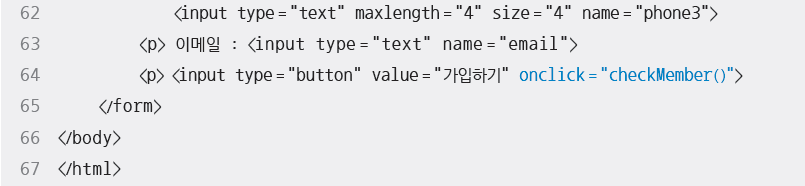 62 <input type="text" maxlength="4" size="4" name="phone3">
63 <p> 이메일 : <input type="text" name="email">
64 <p> <input type="button" value="가입하기" onclick="checkMember()">
65 </form>
66 </body>
67 </html>